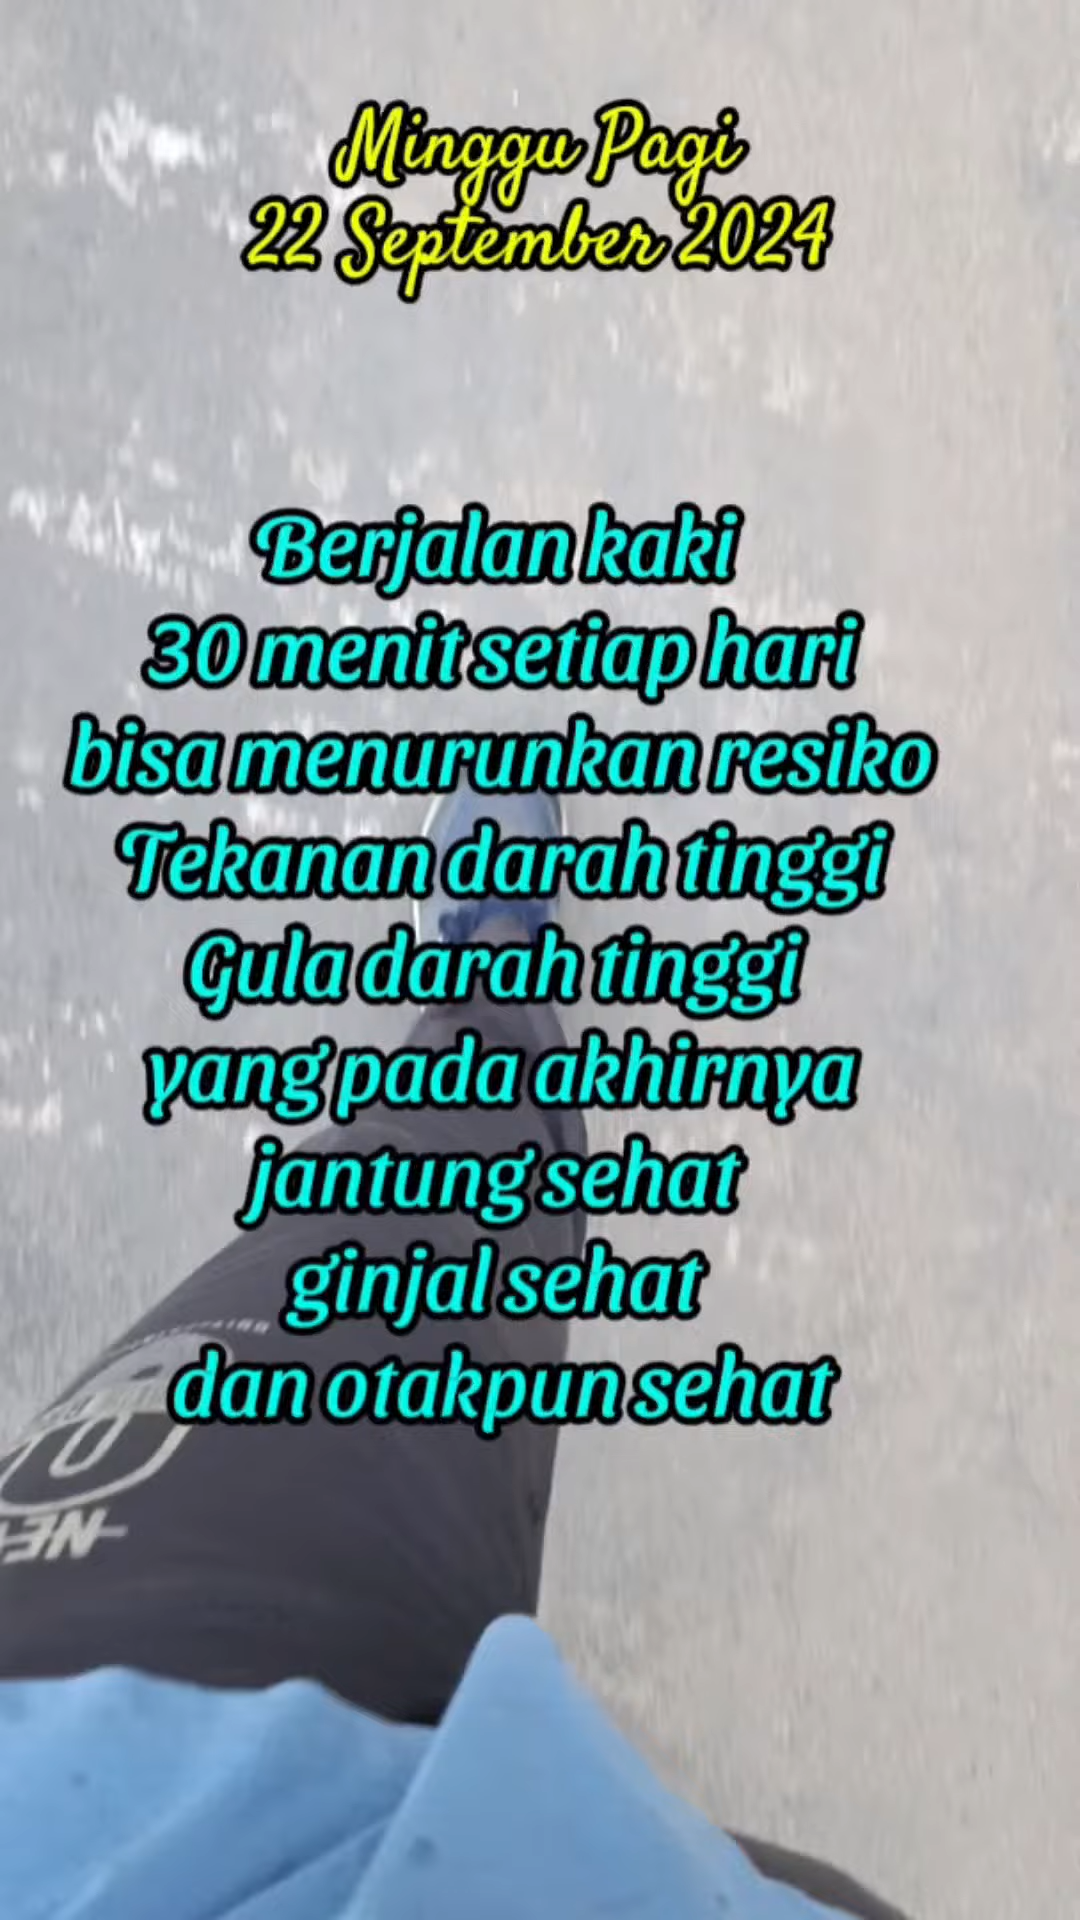 Minggu Pagi
22 September 2024
Berjalan kaki
30 menit setiap hari
bisa menurunkan resiko
Tekanan darah tinggi
Gula darah tinggi
yang pada akhirnya
jantung sehat
ginjal sehat
dan otakpun sehat